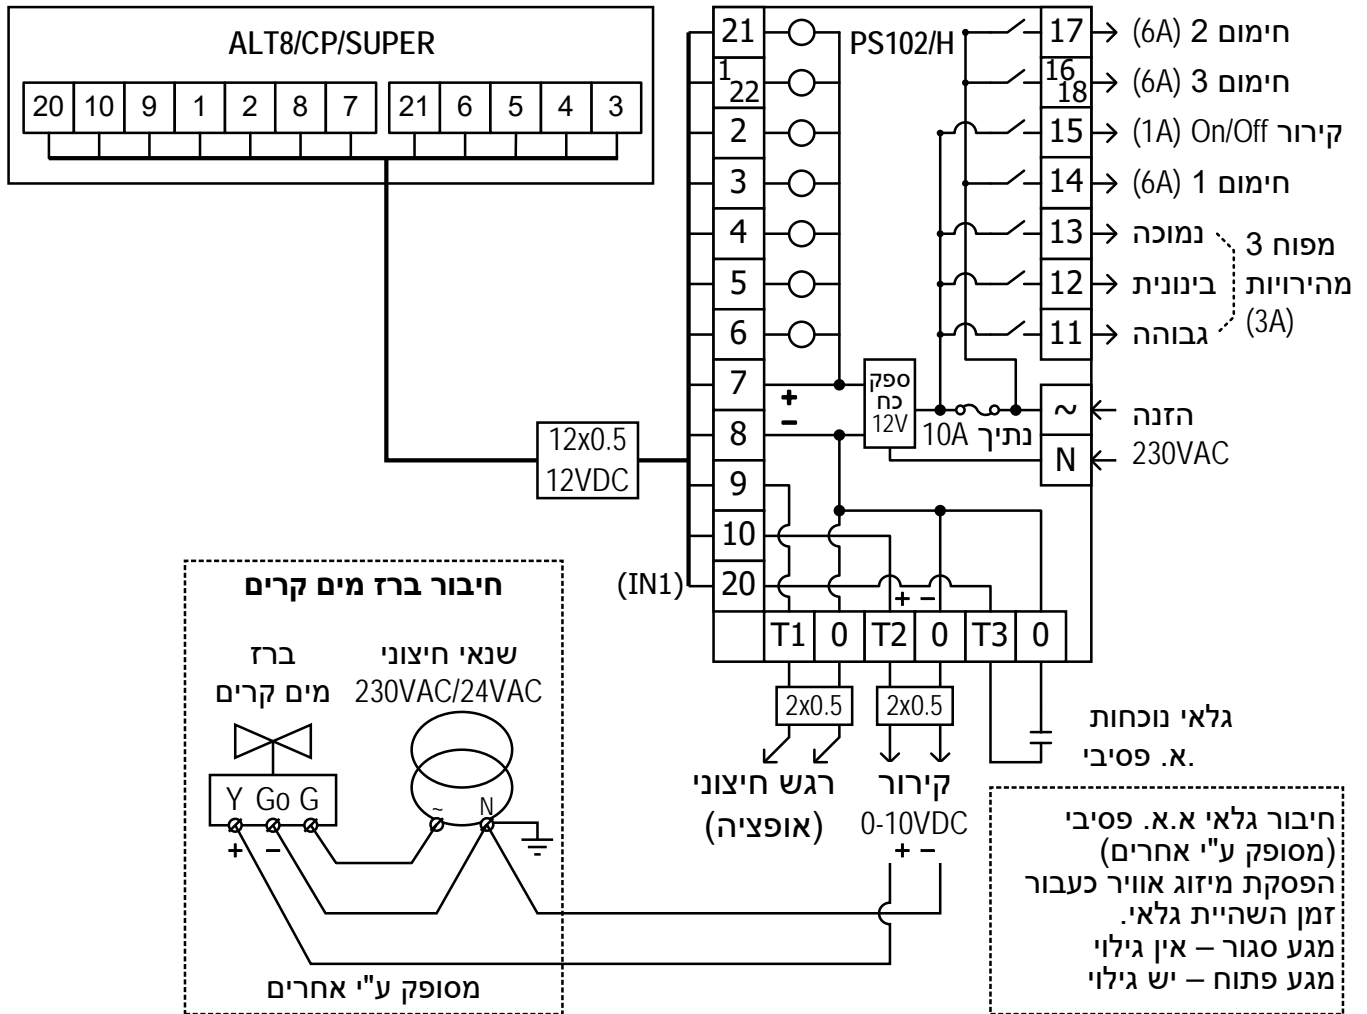 ALT8/CP/SUPER
20 10 9 1 2 8 7 21 6 5 4 3
PS102/H
21
1
22
2
3
4
5
6
7
8
9
10
20
(IN1)
+
−
17
חימום 2 (6A)
16
18
חימום 3 (6A)
15
קירור On/Off (1A)
14
חימום 1 (6A)
13
נמוכה
12
בינונית
11
גבוהה
מפוח 3
מהירויות
(3A)
ספק
כח
12V
נתיך 10A
~
N
הזנה
230VAC
12x0.5
12VDC
+ −
T1 0 T2 0 T3 0
2x0.5
2x0.5
רגש חיצוני
(אופציה)
קירור
0-10VDC
+ −
גלאי נוכחות
א. פסיבי.
חיבור ברז מים קרים
ברז
מים קרים
שנאי חיצוני
230VAC/24VAC
Y Go G
~ N
+ −
מסופק ע"י אחרים
חיבור גלאי א.א. פסיבי
(מסופק ע"י אחרים)
הפסקת מיזוג אוויר כעבור
זמן השהיית גלאי.
מגע סגור – אין גילוי
מגע פתוח – יש גילוי